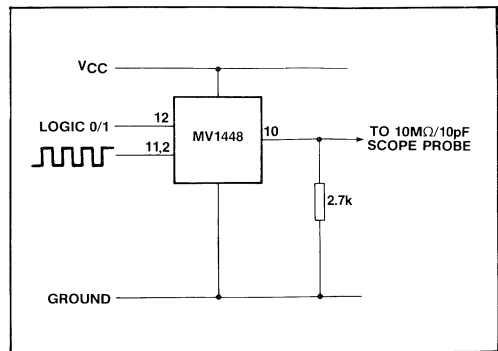 VCC
LOGIC 0/1
12
11,2
MV1448
10
TO 10MΩ/10pF
SCOPE PROBE
2.7k
GROUND